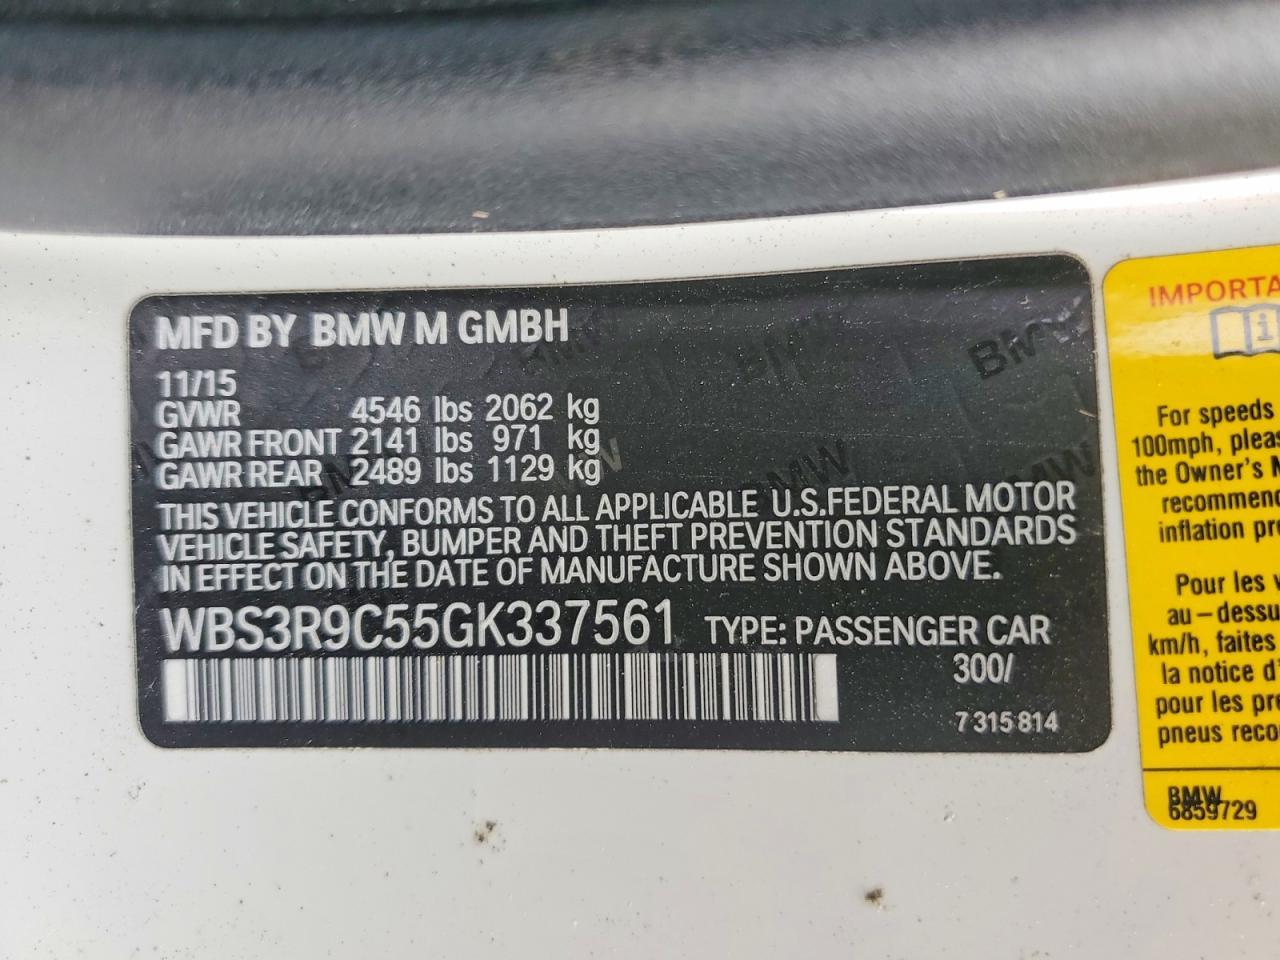 MFD BY BMW M GMBH
11/15
GVWR 4546 lbs 2062 kg
GAWR FRONT 2141 lbs 971 kg
GAWR REAR 2489 lbs 1129 kg
THIS VEHICLE CONFORMS TO ALL APPLICABLE U.S.FEDERAL MOTOR
VEHICLE SAFETY, BUMPER AND THEFT PREVENTION STANDARDS
IN EFFECT ON THE DATE OF MANUFACTURE SHOWN ABOVE.
WBS3R9C55GK337561 TYPE: PASSENGER CAR
300/
7 315 814
IMPORTA
For speeds
100mph, pleas
the Owner's M
recommend
inflation pr
Pour les v
au-dessu
km/h, faites
la notice d'
pour les pre
pneus reco
BMW
6859729